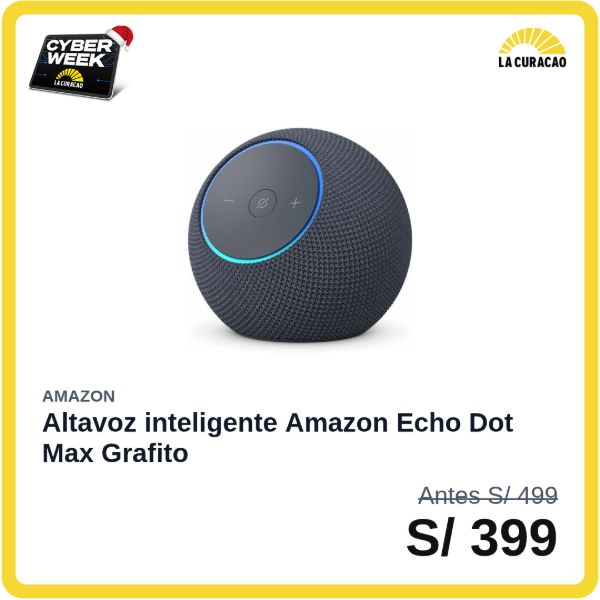 CYBER
WEEK
LA CURACAO
LA CURACAO
AMAZON
Altavoz inteligente Amazon Echo Dot
Max Grafito
Antes S/ 499
S/ 399